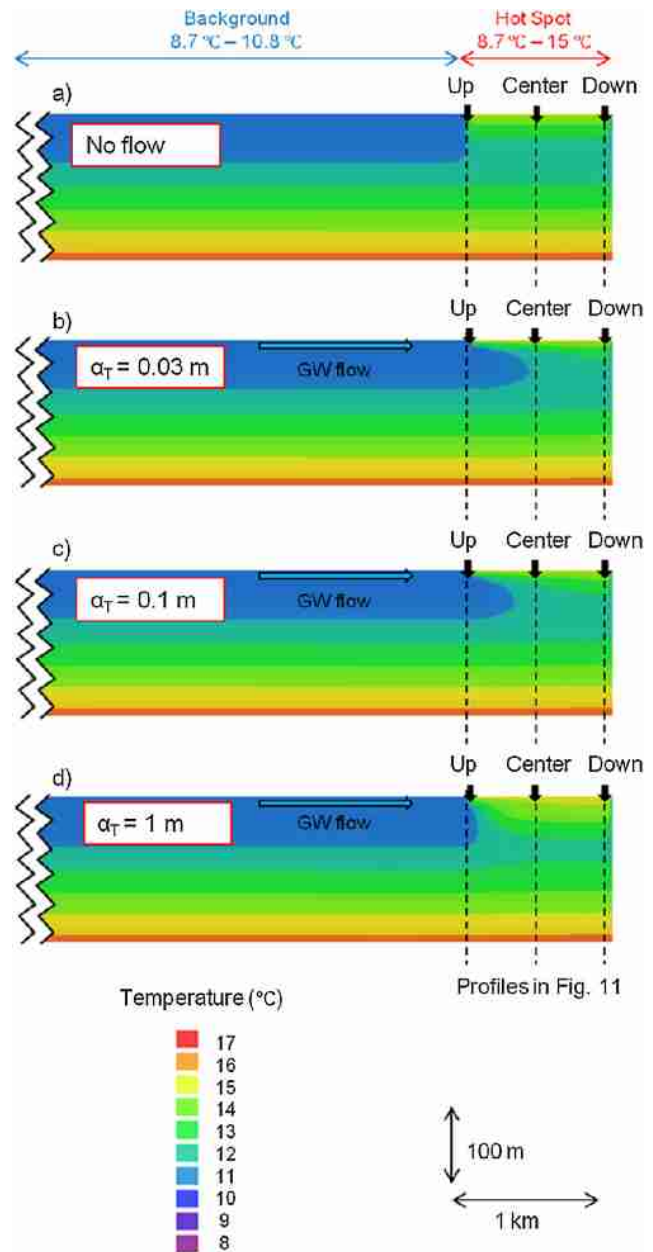 Background
8.7 °C – 10.8 °C
Hot Spot
8.7 °C – 15 °C
Up Center Down
a)
No flow
Up Center Down
b)
αT = 0.03 m
GW flow
Up Center Down
c)
αT = 0.1 m
GW flow
Up Center Down
d)
αT = 1 m
GW flow
Profiles in Fig. 11
Temperature (°C)
17
16
15
14
13
12
11
10
9
8
100 m
1 km